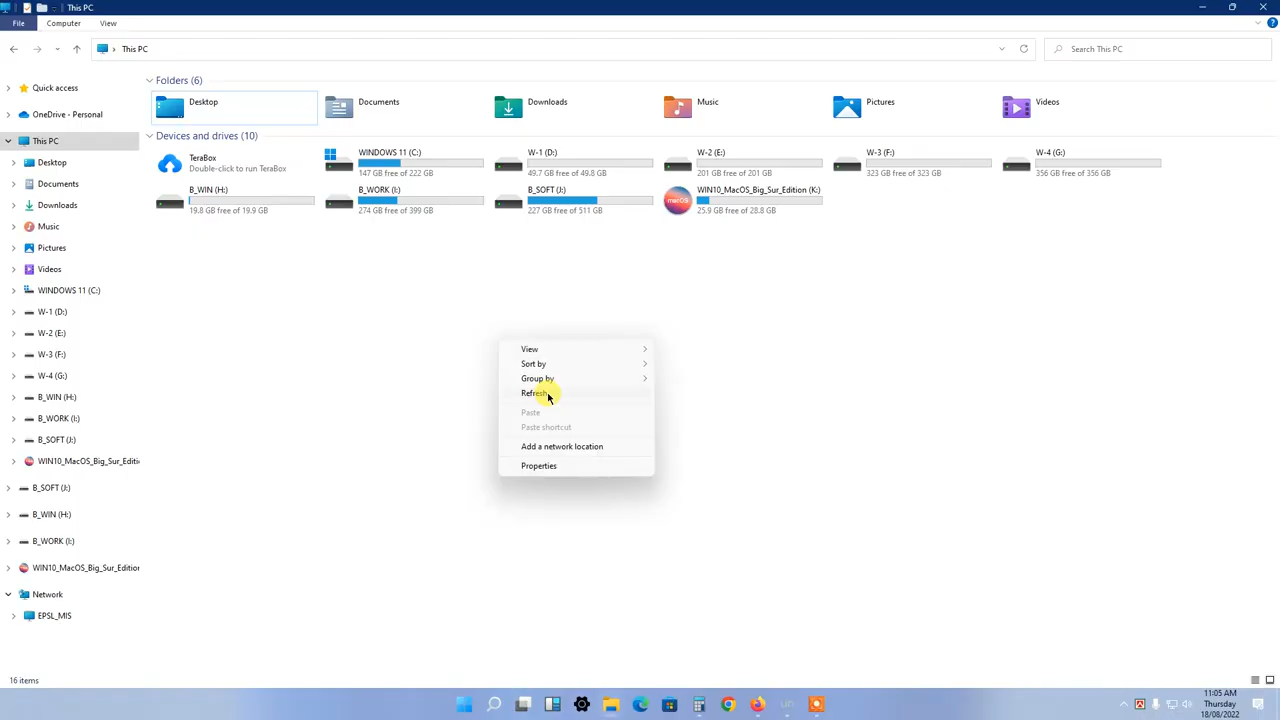 This PC
File
Computer
View
This PC
Search This PC
Quick access
OneDrive - Personal
This PC
Desktop
Documents
Downloads
Music
Pictures
Videos
WINDOWS 11 (C:)
W-1 (D:)
W-2 (E:)
W-3 (F:)
W-4 (G:)
B_WIN (H:)
B_WORK (I:)
B_SOFT (J:)
WIN10_MacOS_Big_Sur_Editi
B_SOFT (J:)
B_WIN (H:)
B_WORK (I:)
WIN10_MacOS_Big_Sur_Edition
Network
EPSL_MIS
Folders (6)
Desktop
Documents
Downloads
Music
Pictures
Videos
Devices and drives (10)
TeraBox
Double-click to run TeraBox
WINDOWS 11 (C:)
147 GB free of 222 GB
W-1 (D:)
49.7 GB free of 49.8 GB
W-2 (E:)
201 GB free of 201 GB
W-3 (F:)
323 GB free of 323 GB
W-4 (G:)
356 GB free of 356 GB
B_WIN (H:)
19.8 GB free of 19.9 GB
B_WORK (I:)
274 GB free of 399 GB
B_SOFT (J:)
227 GB free of 511 GB
macOS
WIN10_MacOS_Big_Sur_Edition (K:)
25.9 GB free of 28.8 GB
View
Sort by
Group by
Refresh
Paste
Paste shortcut
Add a network location
Properties
16 items
un
11:05 AM
Thursday
18/08/2022